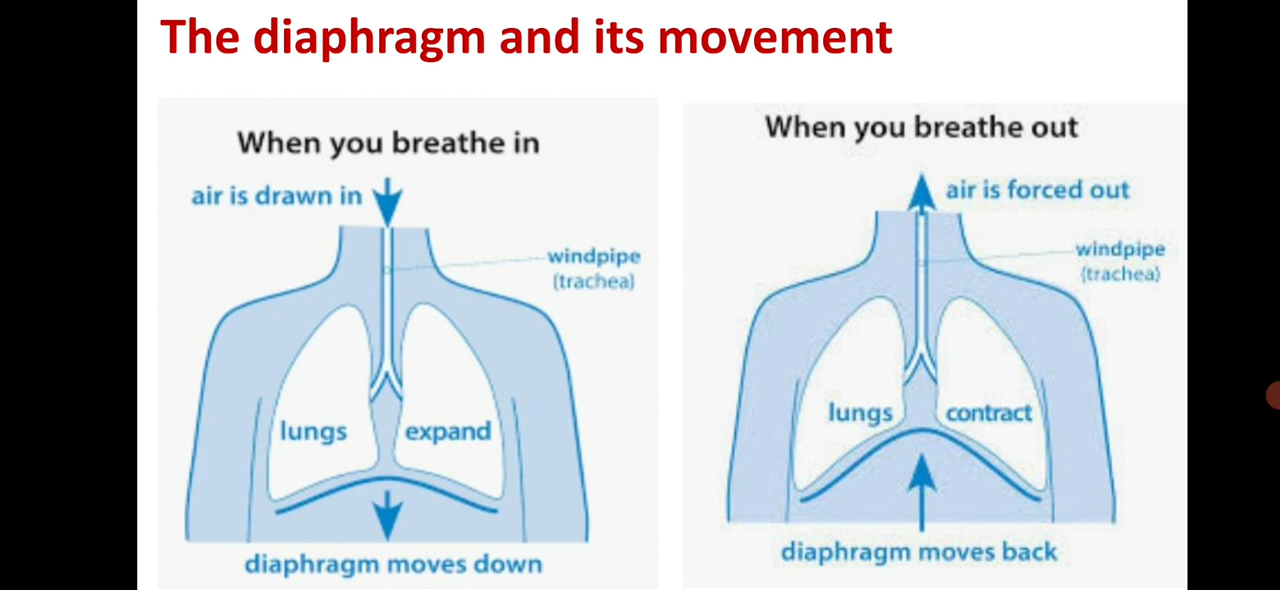 The diaphragm and its movement
When you breathe in
air is drawn in
windpipe
(trachea)
lungs expand
diaphragm moves down
When you breathe out
air is forced out
windpipe
(trachea)
lungs contract
diaphragm moves back